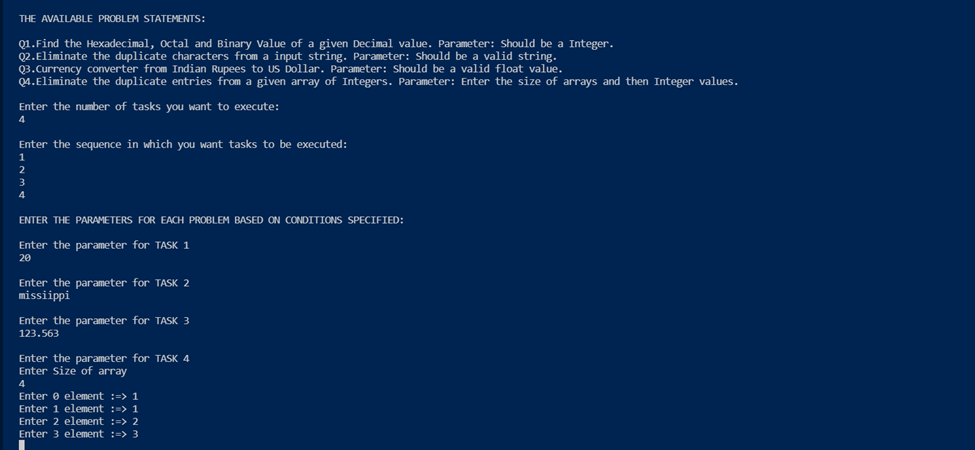 THE AVAILABLE PROBLEM STATEMENTS:
Q1.Find the Hexadecimal, Octal and Binary Value of a given Decimal value. Parameter: Should be a Integer.
Q2.Eliminate the duplicate characters from a input string. Parameter: Should be a valid string.
Q3.Currency converter from Indian Rupees to US Dollar. Parameter: Should be a valid float value.
Q4.Eliminate the duplicate entries from a given array of Integers. Parameter: Enter the size of arrays and then Integer values.
Enter the number of tasks you want to execute:
4
Enter the sequence in which you want tasks to be executed:
1
2
3
4
ENTER THE PARAMETERS FOR EACH PROBLEM BASED ON CONDITIONS SPECIFIED:
Enter the parameter for TASK 1
20
Enter the parameter for TASK 2
missiippi
Enter the parameter for TASK 3
123.563
Enter the parameter for TASK 4
Enter Size of array
4
Enter 0 element :=> 1
Enter 1 element :=> 1
Enter 2 element :=> 2
Enter 3 element :=> 3